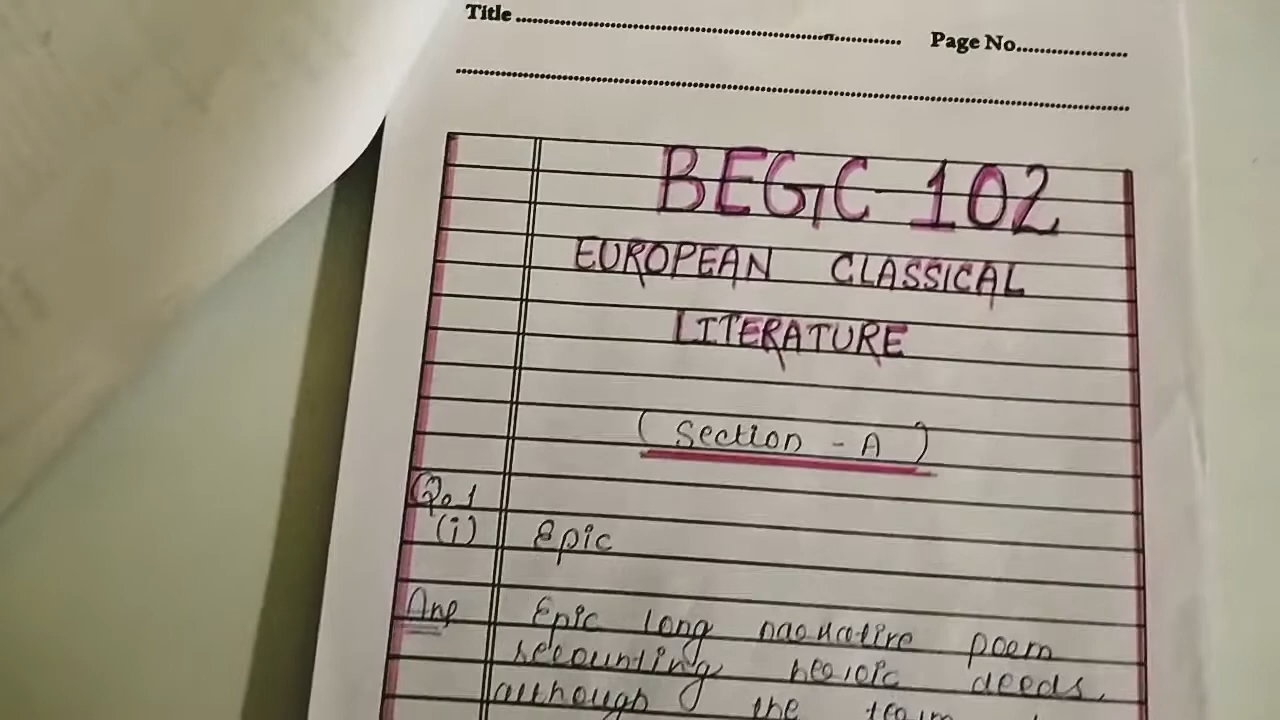 Title
Page No.
BEGC 102
EUROPEAN CLASSICAL
LITERATURE
(Section - A)
Q.1
(i) Epic
Ans Epic long narrative poem
recounting heroic deeds,
although the term